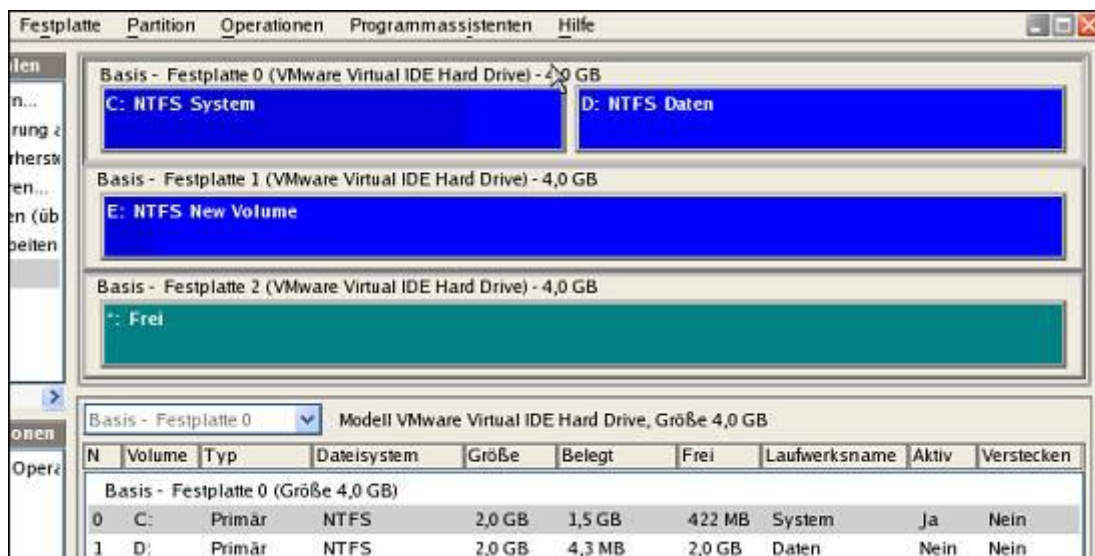 Festplatte Partition Operationen Programmassistenten Hilfe
Basis - Festplatte 0 (VMware Virtual IDE Hard Drive) - 4,0 GB
C: NTFS System D: NTFS Daten
Basis - Festplatte 1 (VMware Virtual IDE Hard Drive) - 4,0 GB
E: NTFS New Volume
Basis - Festplatte 2 (VMware Virtual IDE Hard Drive) - 4,0 GB
*: Frei
Basis - Festplatte 0 Modell VMware Virtual IDE Hard Drive, Größe 4,0 GB
N Volume Typ Dateisystem Größe Belegt Frei Laufwerksname Aktiv Verstecken
Basis - Festplatte 0 (Größe 4,0 GB)
0 C: Primär NTFS 2,0 GB 1,5 GB 422 MB System Ja Nein
1 D: Primär NTFS 2,0 GB 4,3 MB 2,0 GB Daten Nein Nein